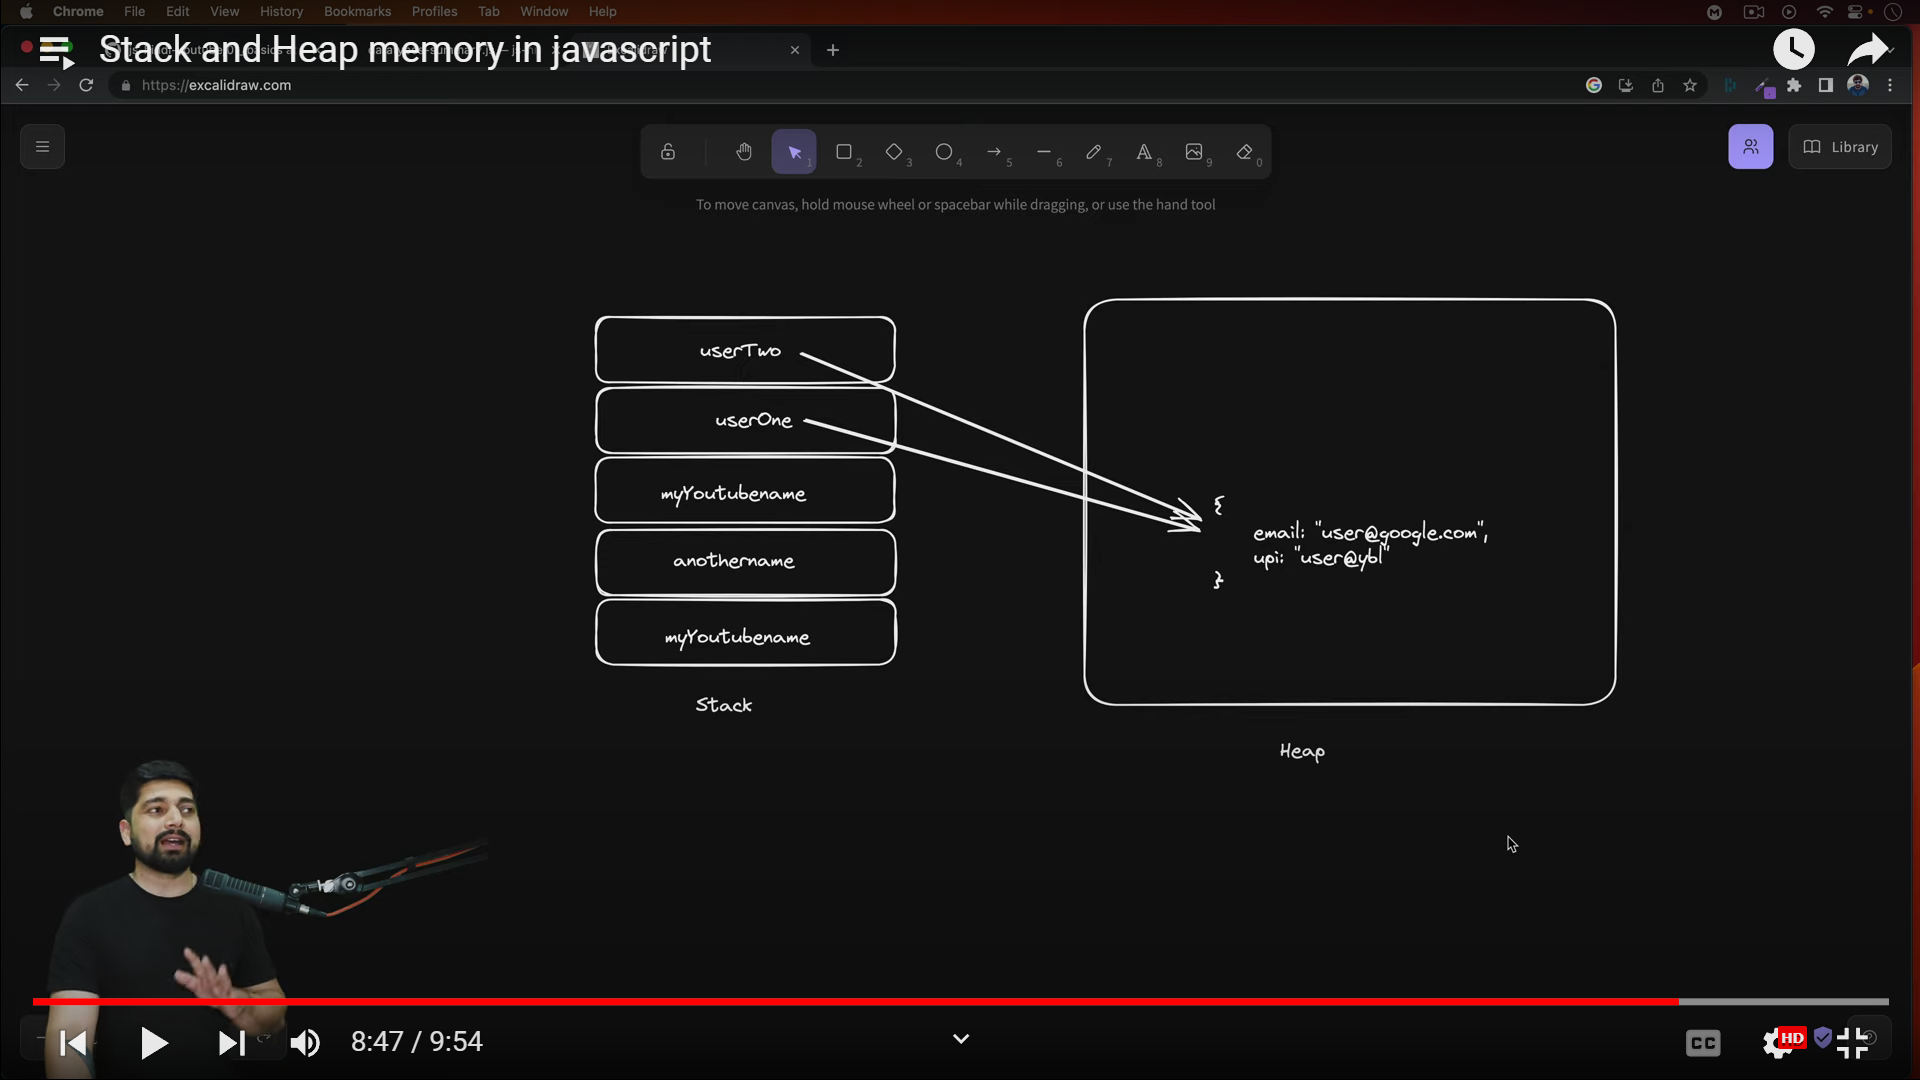 Chrome File Edit View History Bookmarks Profiles Tab Window Help
Stack and Heap memory in javascript
https://excalidraw.com
1 2 3 4 5 6 7 8 9 0
Library
To move canvas, hold mouse wheel or spacebar while dragging, or use the hand tool
userTwo
userOne
myYoutubename
anothername
myYoutubename
Stack
{
email: "user@google.com",
upi: "user@ybl"
}
Heap
8:47 / 9:54
CC
HD